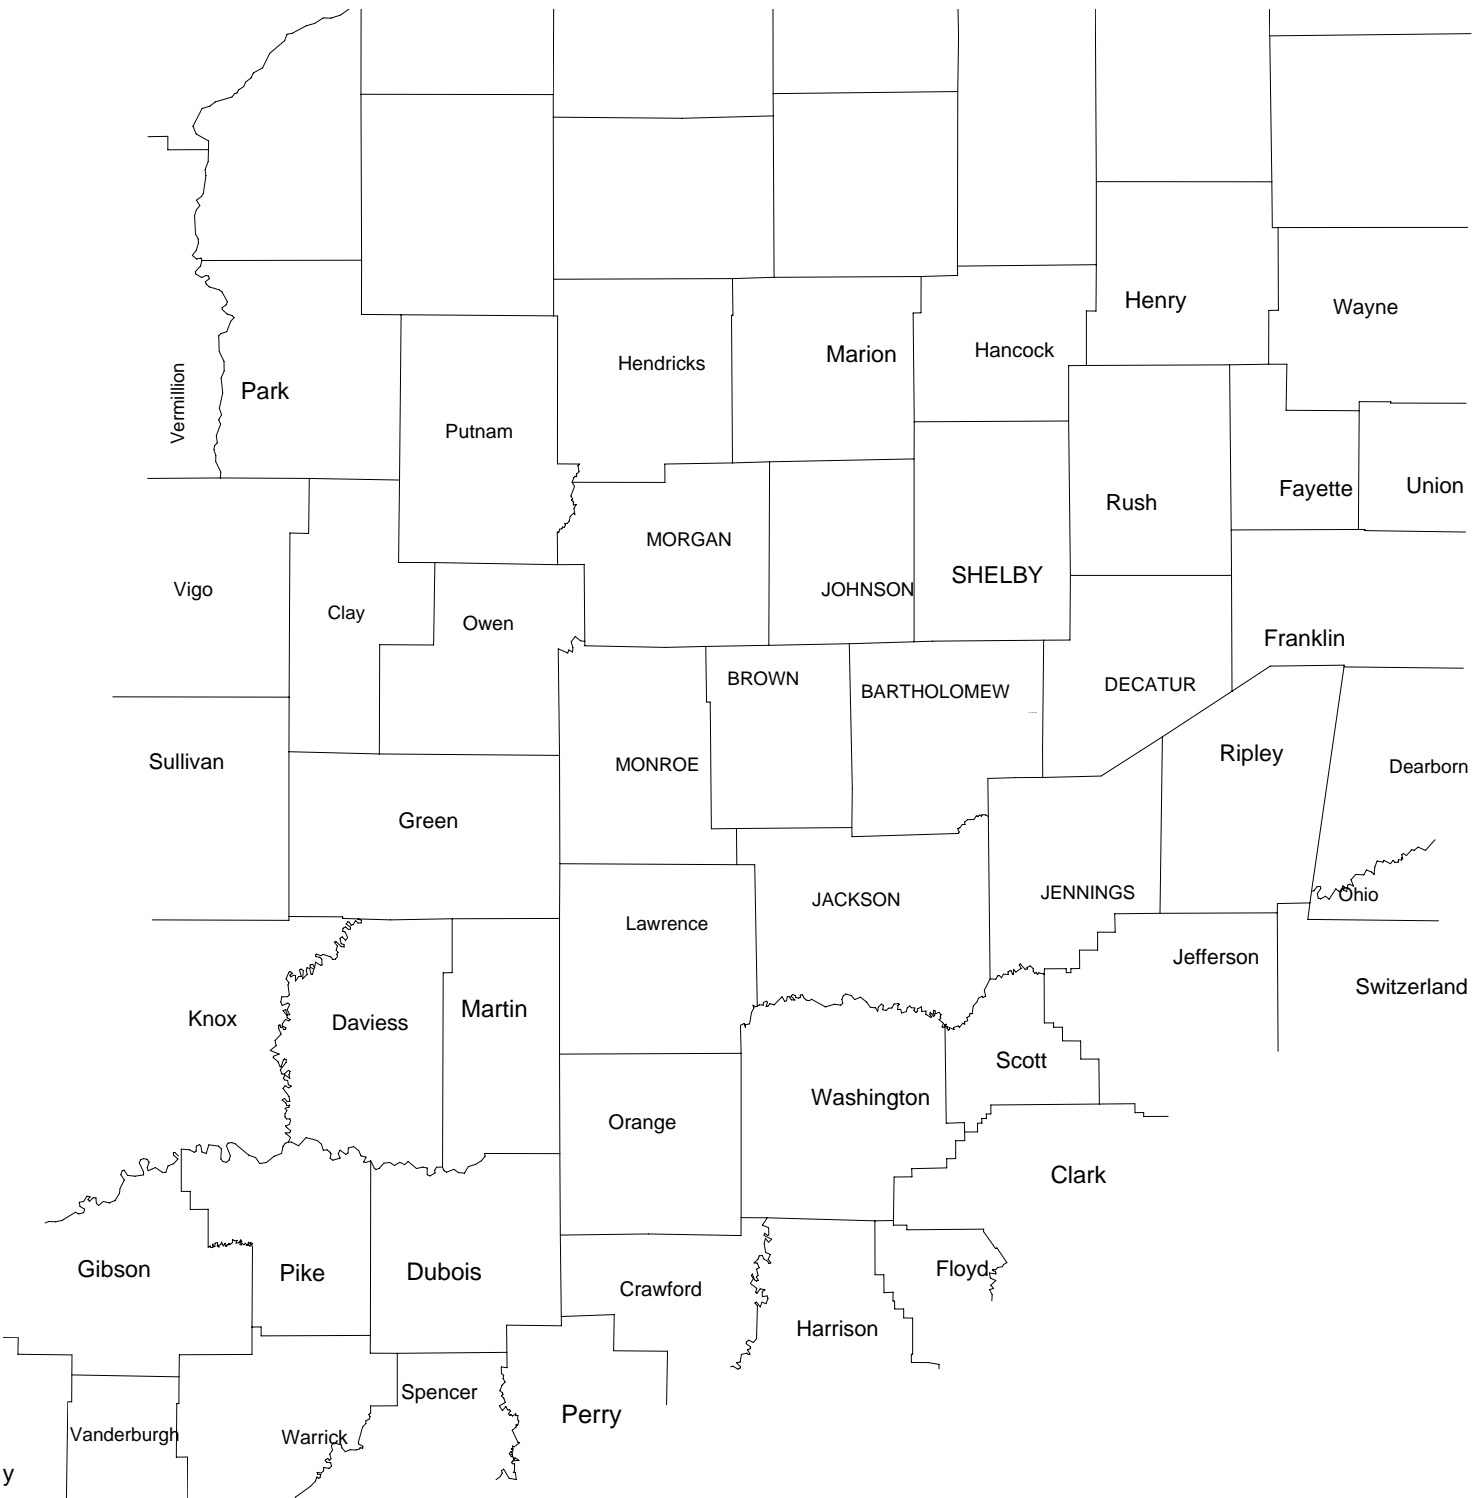 Henry
Wayne
Marion
Hancock
Hendricks
Vermillion
Park
Putnam
Rush
Fayette
Union
MORGAN
JOHNSON
SHELBY
Vigo
Clay
Owen
Franklin
BROWN
BARTHOLOMEW
DECATUR
Sullivan
MONROE
Ripley
Dearborn
Green
JACKSON
JENNINGS
Ohio
Lawrence
Jefferson
Switzerland
Knox
Daviess
Martin
Scott
Washington
Orange
Clark
Gibson
Pike
Dubois
Crawford
Floyd
Harrison
Spencer
Perry
Vanderburgh
Warrick
y